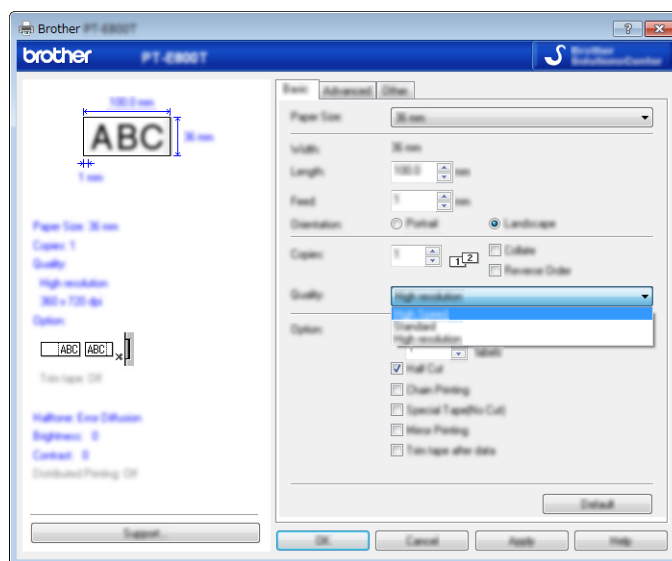 Brother PT-E800T
brother PT-E800T
Brother
SolutionsCenter
Basic Advanced Other
100.0 mm
ABC
36 mm
1 mm
Paper Size: 36 mm
Copies: 1
Quality:
High resolution
360 x 720 dpi
Option:
ABC ABC
Trim tape: Off
Halftone: Error Diffusion
Brightness: 0
Contrast: 0
Distributed Printing: Off
Support...
Paper Size: 36 mm
Width: 36 mm
Length: 100.0 mm
Feed: 1 mm
Orientation: Portrait Landscape
Copies: 1 1 2 Collate
Reverse Order
Quality: High resolution
High Speed
Standard
High resolution
Option: 1 labels
Half Cut
Chain Printing
Special Tape(No Cut)
Mirror Printing
Trim tape after data
Default
OK Cancel Apply Help